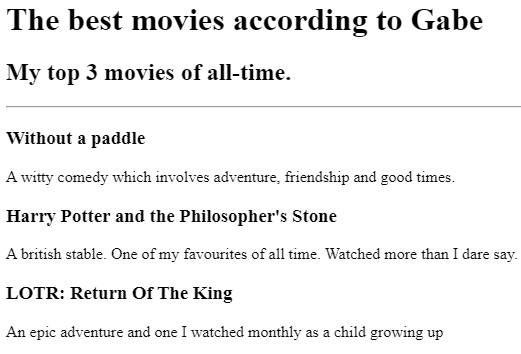 The best movies according to Gabe
My top 3 movies of all-time.
Without a paddle
A witty comedy which involves adventure, friendship and good times.
Harry Potter and the Philosopher's Stone
A british stable. One of my favourites of all time. Watched more than I dare say.
LOTR: Return Of The King
An epic adventure and one I watched monthly as a child growing up